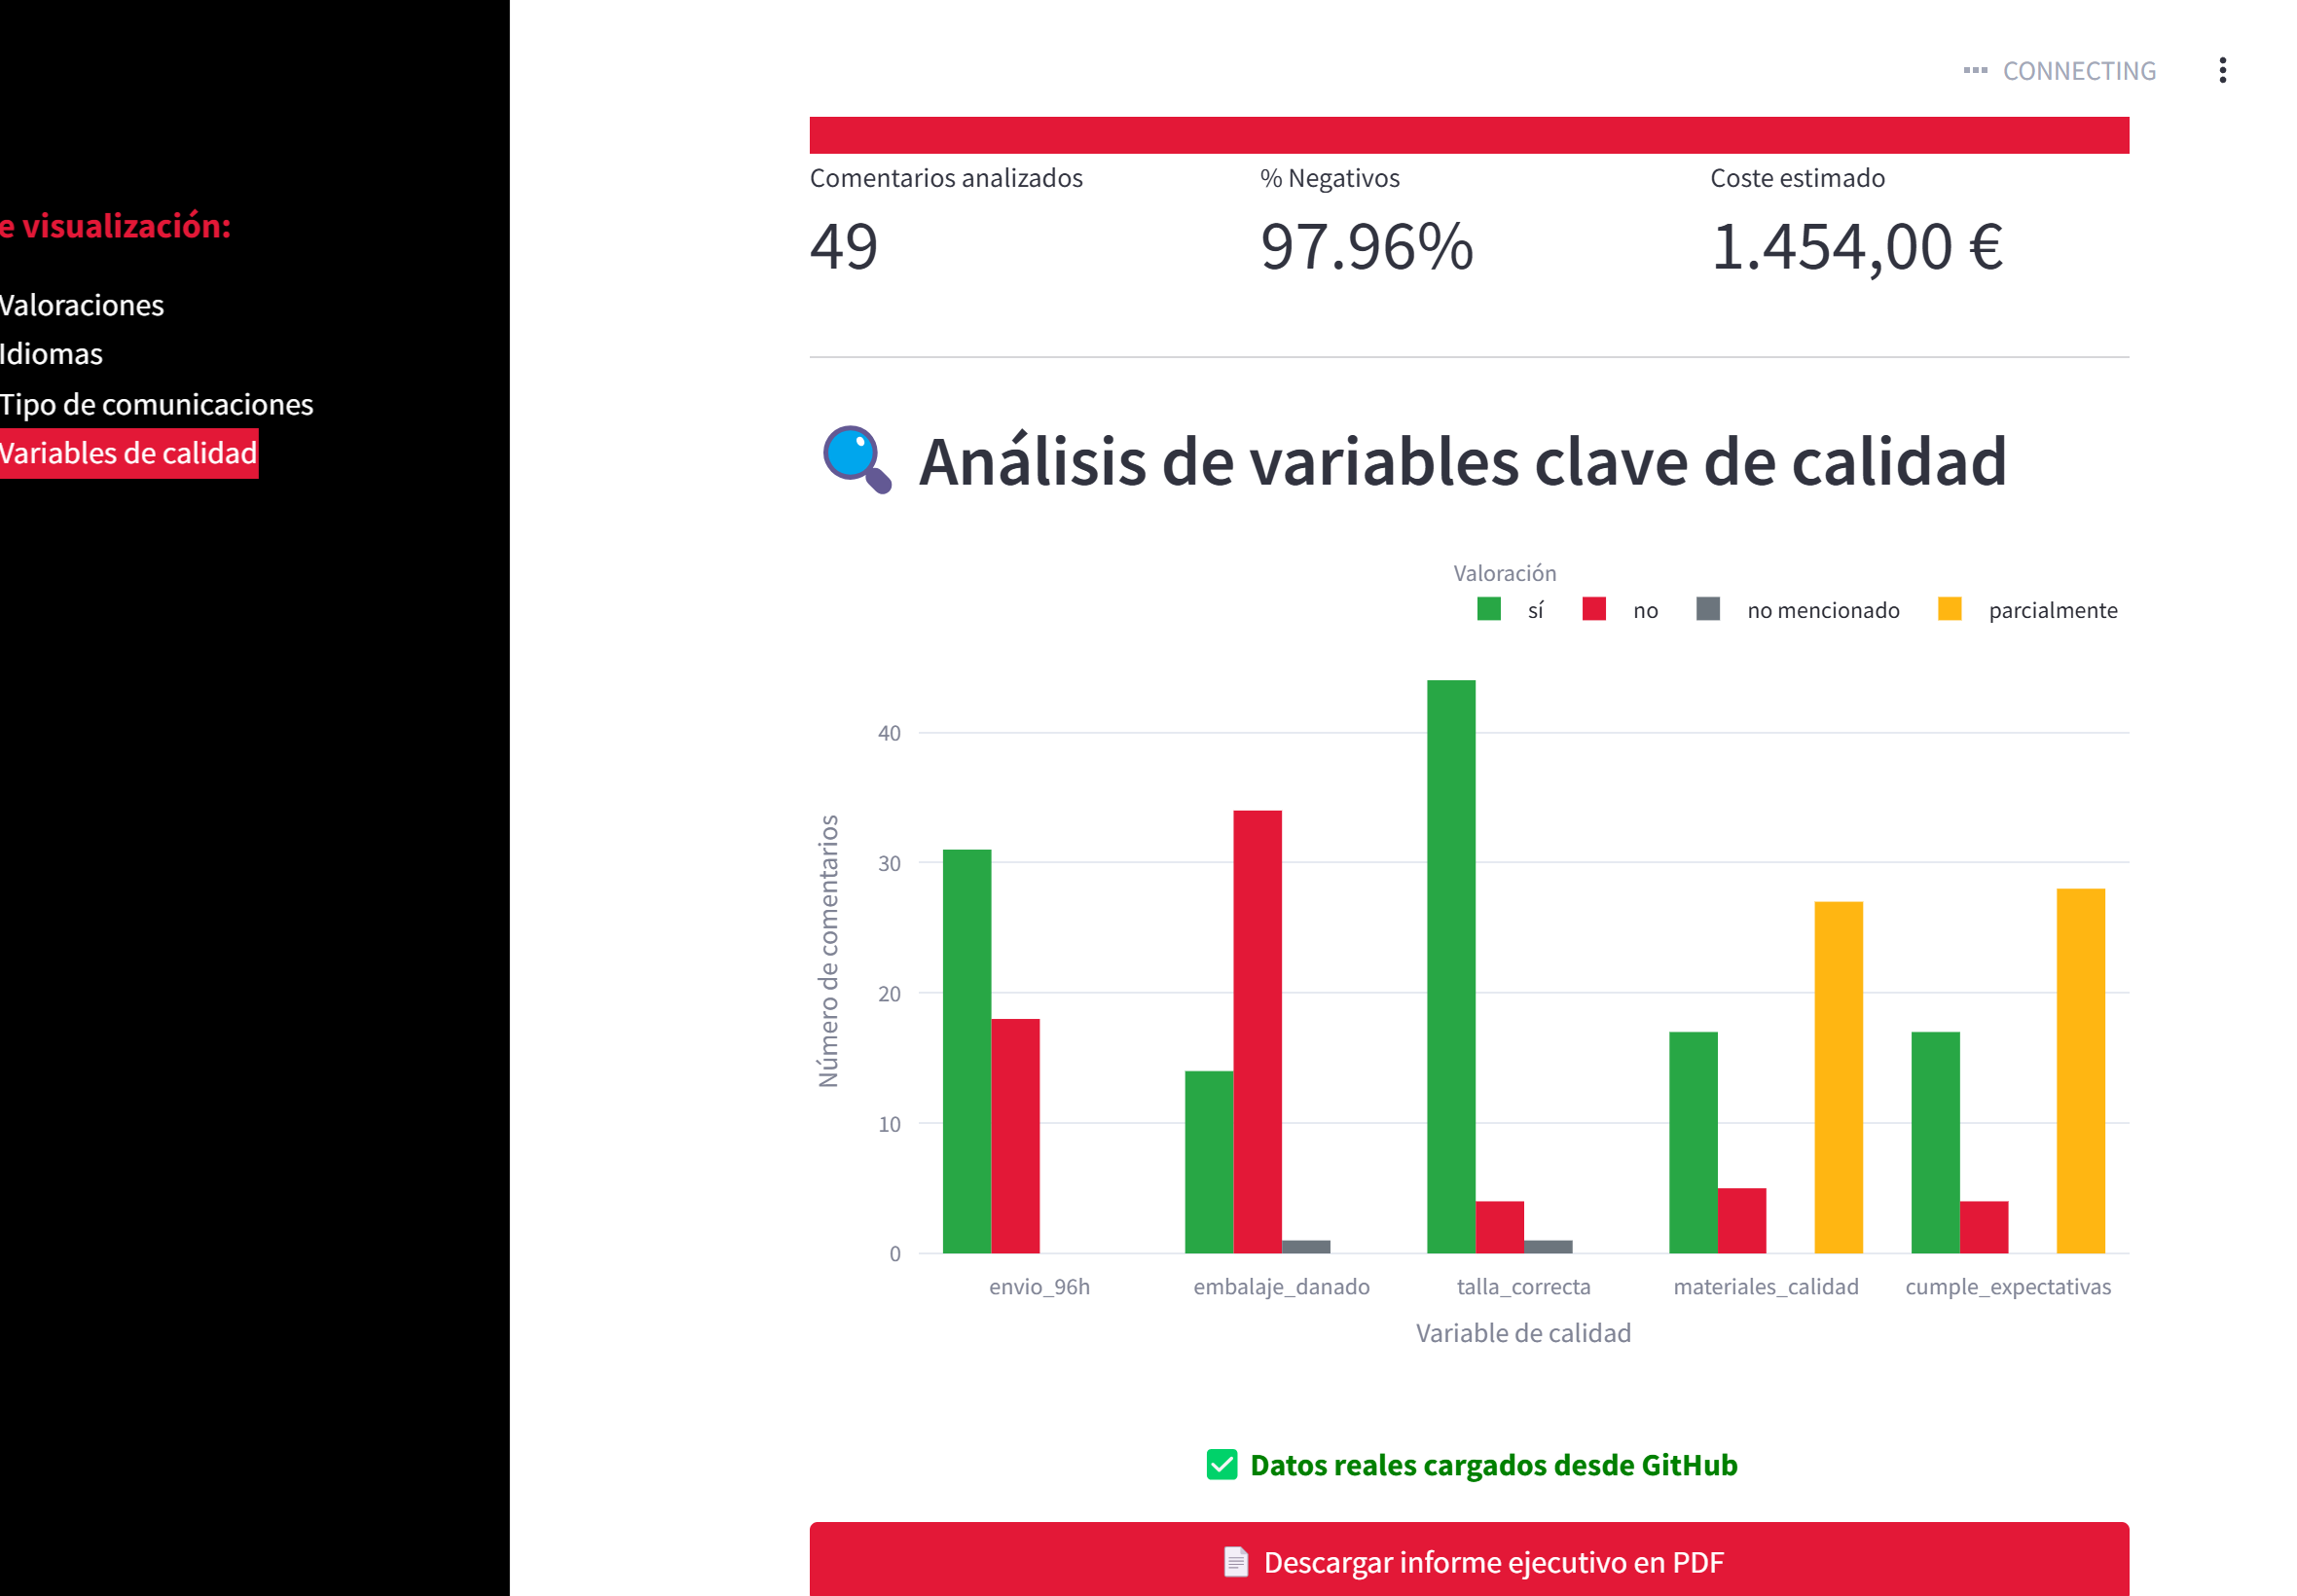 CONNECTING
e visualización:
Valoraciones
Idiomas
Tipo de comunicaciones
Variables de calidad
Comentarios analizados
49
% Negativos
97.96%
Coste estimado
1.454,00 €
Análisis de variables clave de calidad
Valoración
sí no no mencionado parcialmente
Número de comentarios
40
30
20
10
0
envio_96h embalaje_danado talla_correcta materiales_calidad cumple_expectativas
Variable de calidad
Datos reales cargados desde GitHub
Descargar informe ejecutivo en PDF